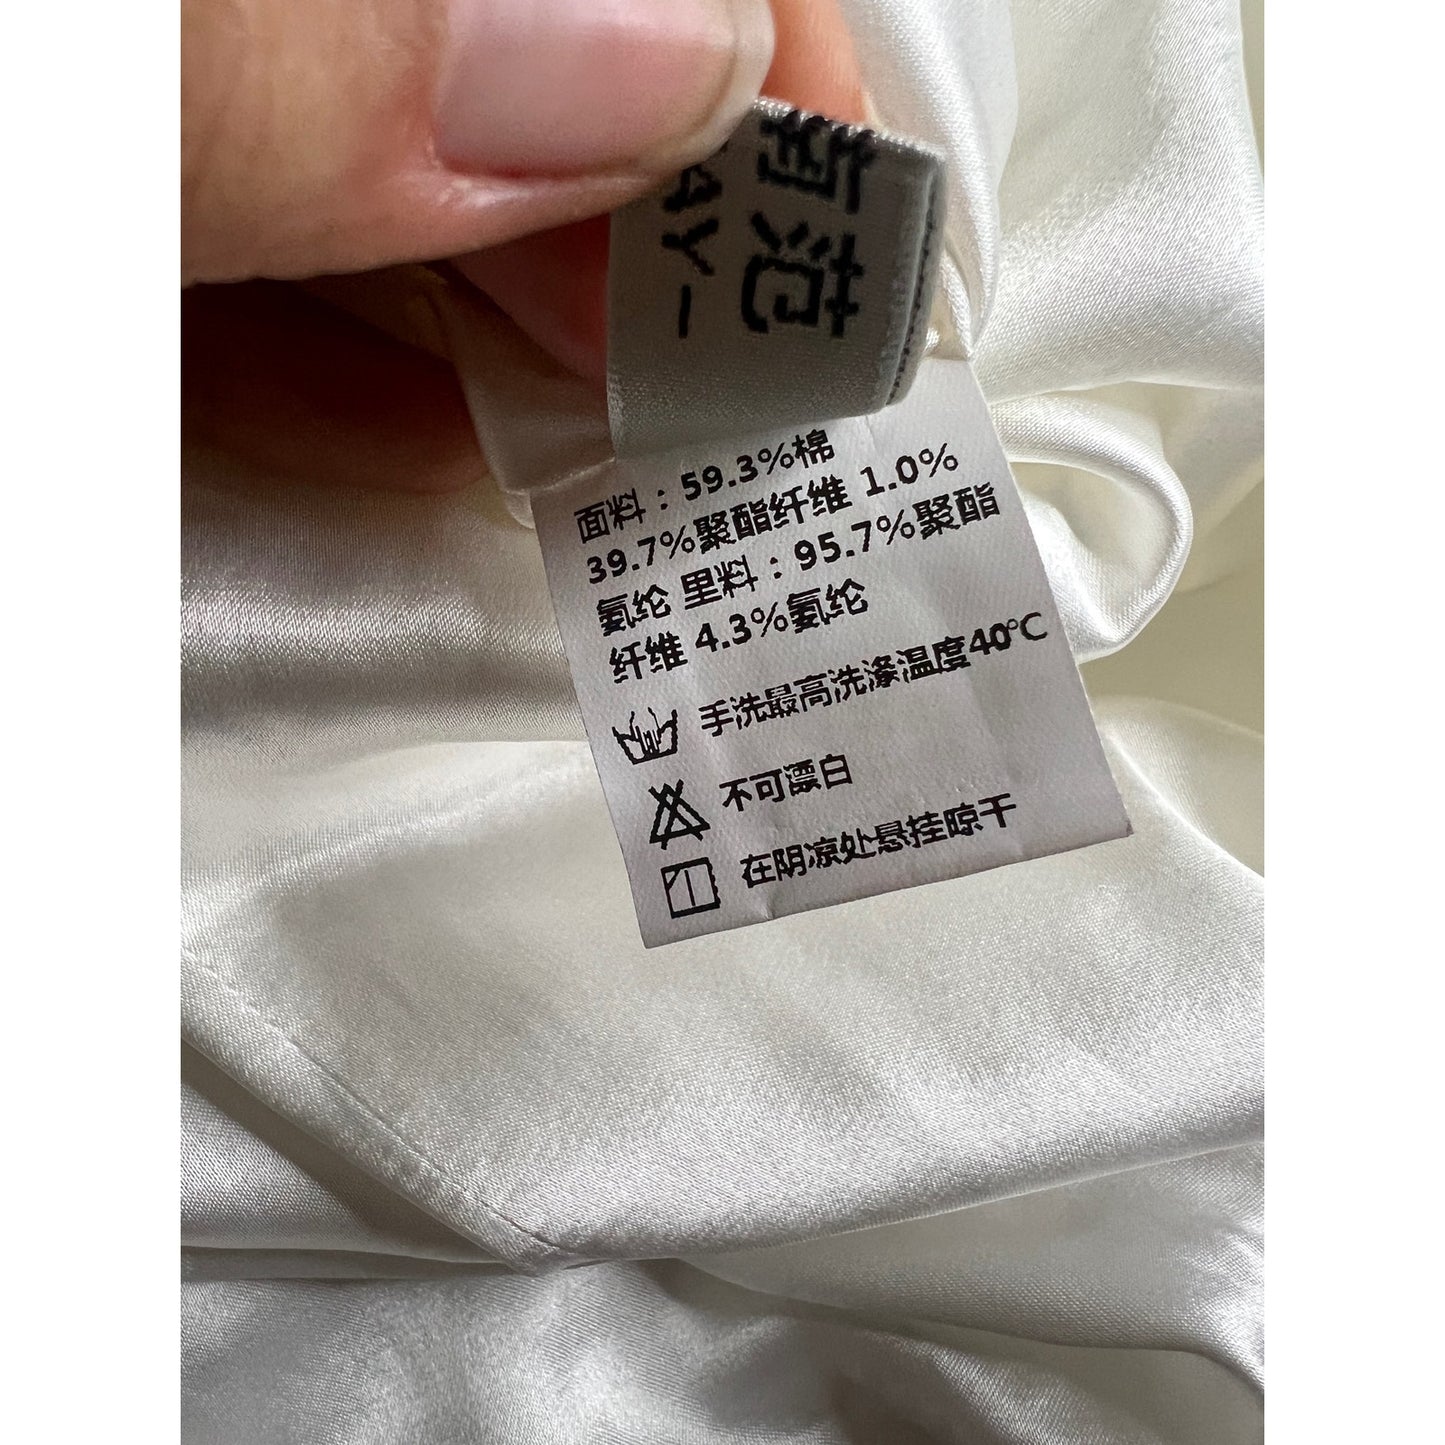 范
面料：59.3%棉
39.7%聚酯纤维 1.0%
氨纶 里料：95.7%聚酯
纤维 4.3%氨纶
手洗最高洗涤温度40℃
不可漂白
在阴凉处悬挂晾干